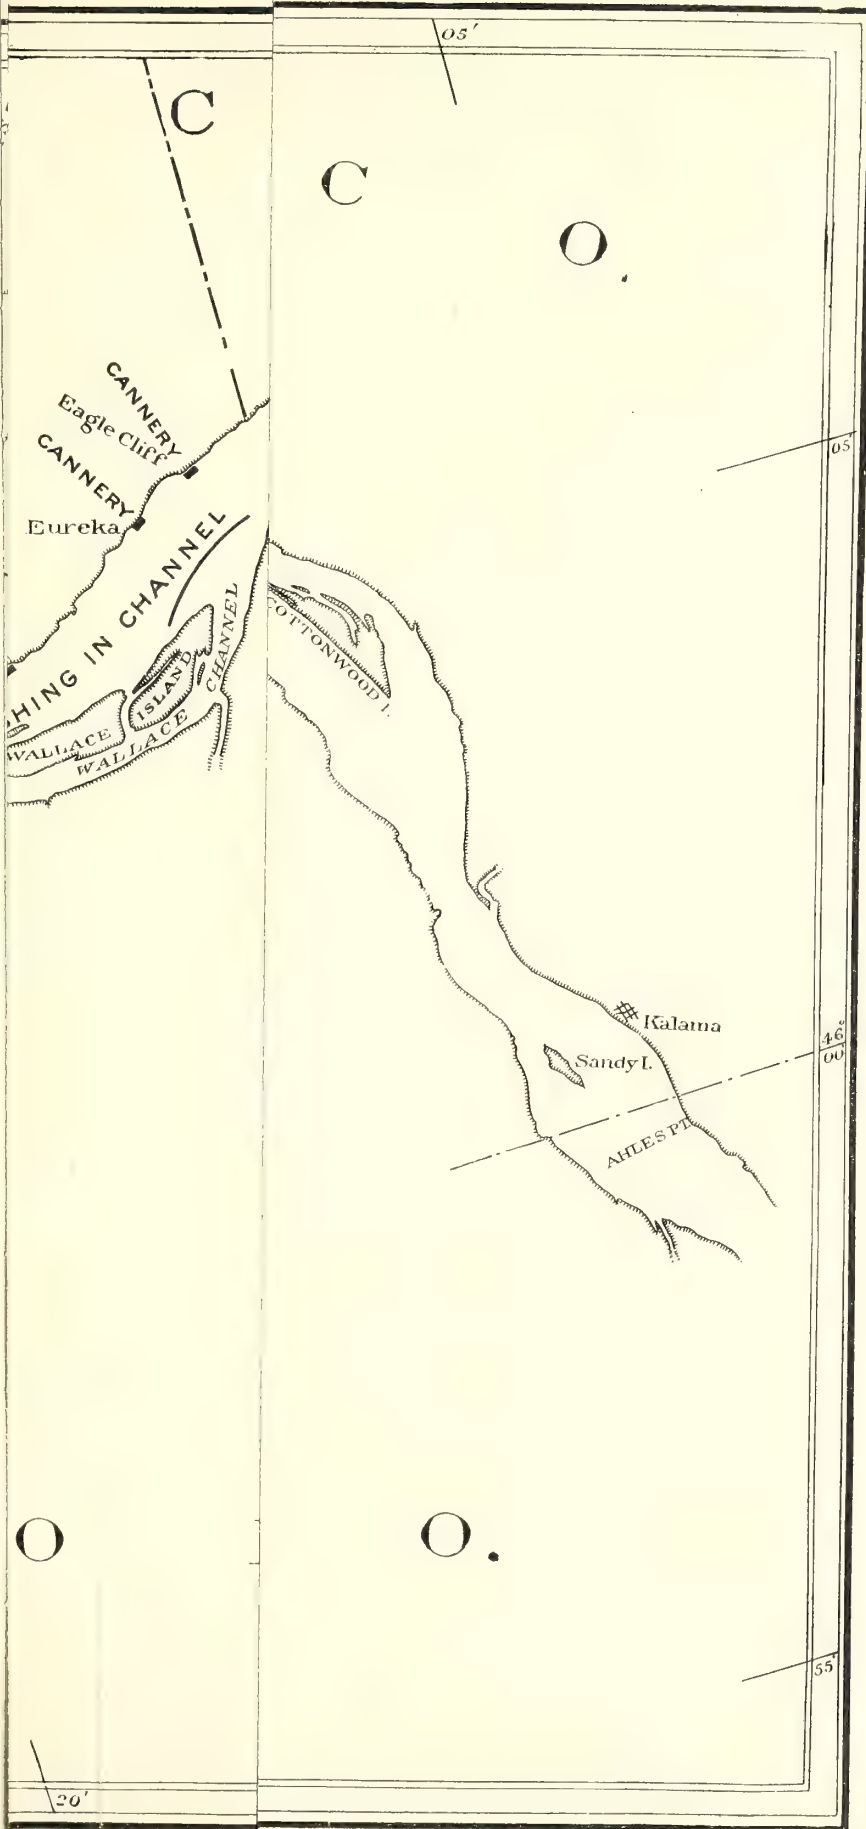 05'
C
C
O.
CANNERY
Eagle Cliff
CANNERY
Eureka
05'
SHING IN CHANNEL
CHANNEL
ISLAND
WALLACE
WALLACE
COTTONWOOD I.
Kalama
46°
00'
Sandy I.
AHLES PT.
O
O.
55'
20'